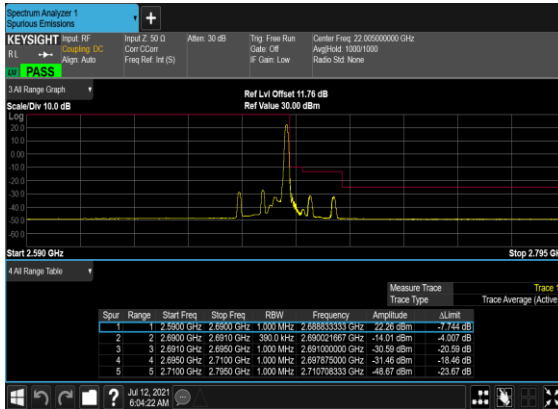 Spectrum Analyzer 1
Spurious Emissions
+
KEYSIGHT Input: RF Input Z: 50 Ω Atten: 30 dB Trig: Free Run Center Freq: 22.005000000 GHz
RL Coupling: DC Corr CCorr Gate: Off Avg|Hold: 1000/1000
Align: Auto Freq Ref: Int (S) IF Gain: Low Radio Std: None
LXI PASS
3 All Range Graph
Ref Lvl Offset 11.76 dB
Scale/Div 10.0 dB Ref Value 30.00 dBm
Log
20.0
10.0
0.00
-10.0
-20.0
-30.0
-40.0
-50.0
-60.0
Start 2.590 GHz Stop 2.795 GH
4 All Range Table
Measure Trace Trace 1
Trace Type Trace Average (Active
Spur Range Start Freq Stop Freq RBW Frequency Amplitude ΔLimit
1 1 2.5900 GHz 2.6900 GHz 1.000 MHz 2.688833333 GHz 22.26 dBm -7.744 dB
2 2 2.6900 GHz 2.6910 GHz 390.0 kHz 2.690021667 GHz -14.01 dBm -4.007 dB
3 3 2.6910 GHz 2.6950 GHz 1.000 MHz 2.691000000 GHz -30.59 dBm -20.59 dB
4 4 2.6950 GHz 2.7100 GHz 1.000 MHz 2.697875000 GHz -31.46 dBm -18.46 dB
5 5 2.7100 GHz 2.7950 GHz 1.000 MHz 2.710708333 GHz -48.67 dBm -23.67 dB
? Jul 12, 2021
6:04:22 AM